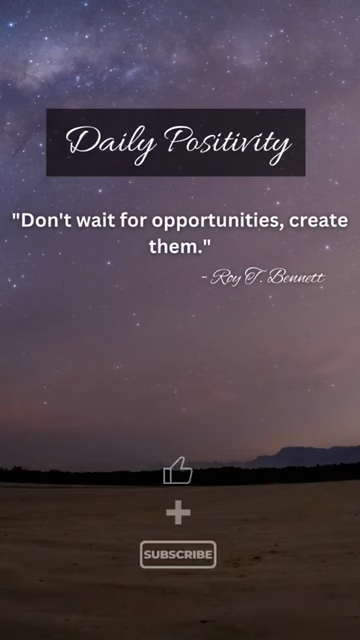 Daily Positivity
"Don't wait for opportunities, create
them."
- Roy T. Bennett
SUBSCRIBE